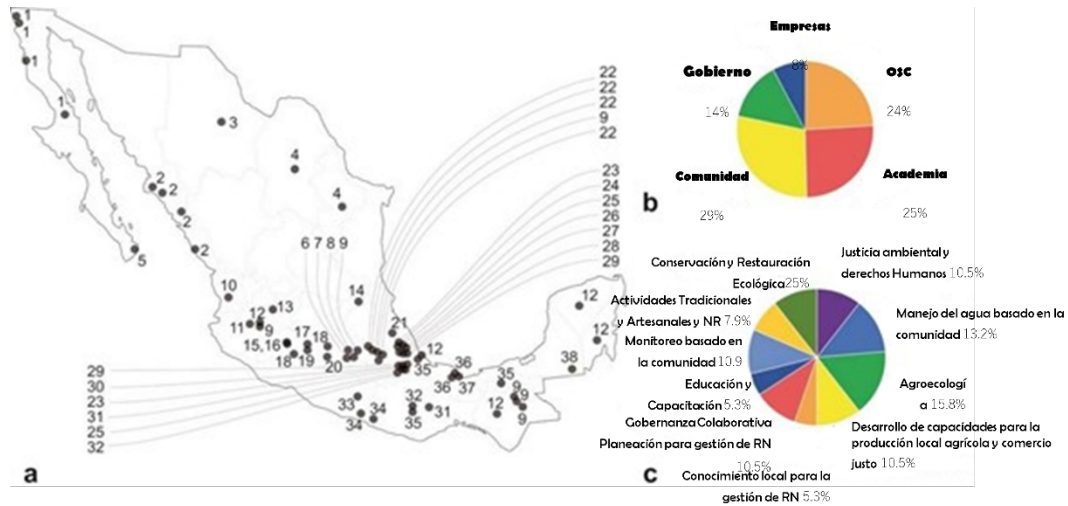 1
1
1
1
2
2
2
2
3
4
4
5
6 7 8 9
10
11
12
9
13
14
15,16
17
18
18
19
20
21
12
35
22
22
22
9
22
23
24
25
26
27
28
29
29
30
23
31
25
32
33
34
34
32
35
31
36
36
37
35
9
9
9
12
12
12
38
a
Empresas
8%
Gobierno
14%
OSC
24%
Comunidad
29%
Academia
25%
b
Conservación y Restauración
Ecológica 25%
Justicia ambiental y
derechos Humanos 10.5%
Actividades Tradicionales
y Artesanales y NR 7.9%
Manejo del agua basado en la
comunidad 13.2%
Monitoreo basado en
la comunidad 10.9
Agroecologí
a 15.8%
Educación y
Capacitación 5.3%
Gobernanza Colaborativa
Planeación para gestión de RN
10.5%
Desarrollo de capacidades para la
producción local agrícola y comercio
justo 10.5%
Conocimiento local para la
gestión de RN 5.3%
c